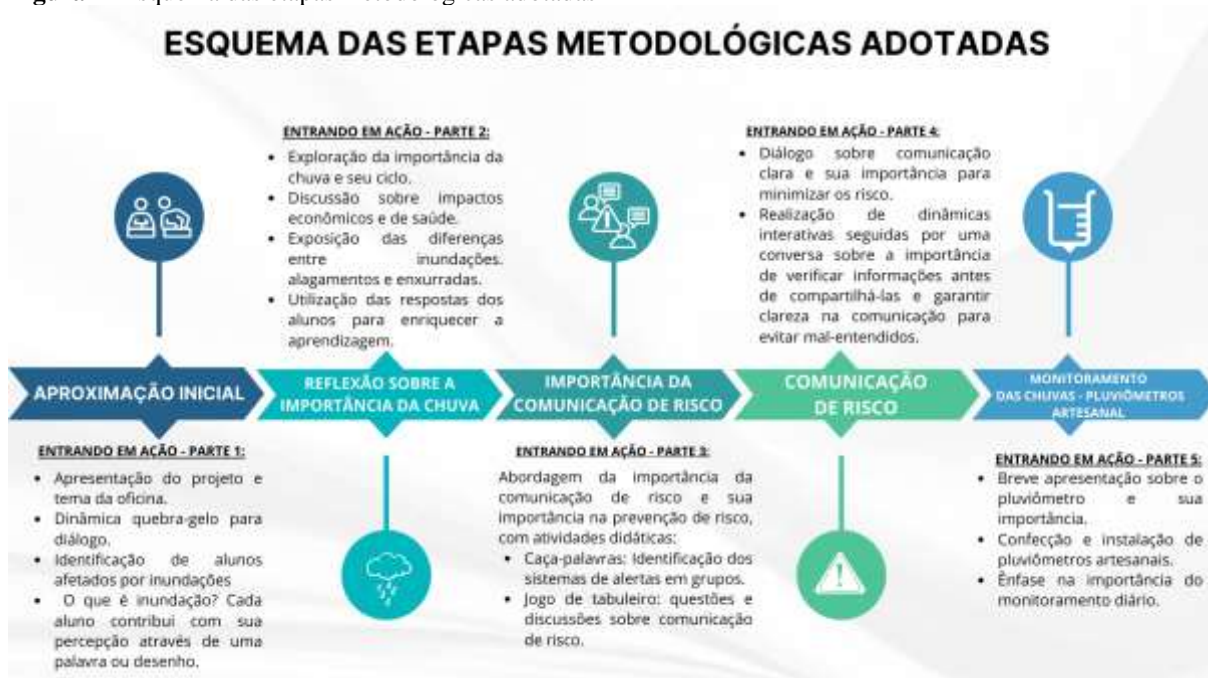 ESQUEMA DAS ETAPAS METODOLÓGICAS ADOTADAS
ENTRANDO EM AÇÃO - PARTE 2:
• Exploração da importância da
chuva e seu ciclo.
• Discussão sobre impactos
econômicos e de saúde.
• Exposição das diferenças
entre inundações,
alagamentos e enxurradas.
• Utilização das respostas dos
alunos para enriquecer a
aprendizagem.
ENTRANDO EM AÇÃO - PARTE 4:
• Diálogo sobre comunicação
clara e sua importância para
minimizar os risco.
• Realização de dinâmicas
interativas seguidas por uma
conversa sobre a importância
de verificar informações antes
de compartilhá-las e garantir
clareza na comunicação para
evitar mal-entendidos.
APROXIMAÇÃO INICIAL
REFLEXÃO SOBRE A
IMPORTÂNCIA DA CHUVA
IMPORTÂNCIA DA
COMUNICAÇÃO DE RISCO
COMUNICAÇÃO
DE RISCO
MONITORAMENTO
DAS CHUVAS - PLUVIÔMETROS
ARTESANAL
ENTRANDO EM AÇÃO - PARTE 1:
• Apresentação do projeto e
tema da oficina.
• Dinâmica quebra-gelo para
diálogo.
• Identificação de alunos
afetados por inundações
• O que é inundação? Cada
aluno contribui com sua
percepção através de uma
palavra ou desenho.
ENTRANDO EM AÇÃO - PARTE 3:
Abordagem da importância da
comunicação de risco e sua
importância na prevenção de risco,
com atividades didáticas:
• Caça-palavras: Identificação dos
sistemas de alertas em grupos.
• Jogo de tabuleiro: questões e
discussões sobre comunicação
de risco.
ENTRANDO EM AÇÃO - PARTE 5:
• Breve apresentação sobre o
pluviômetro e sua
importância.
• Confecção e instalação de
pluviômetros artesanais.
• Ênfase na importância do
monitoramento diário.